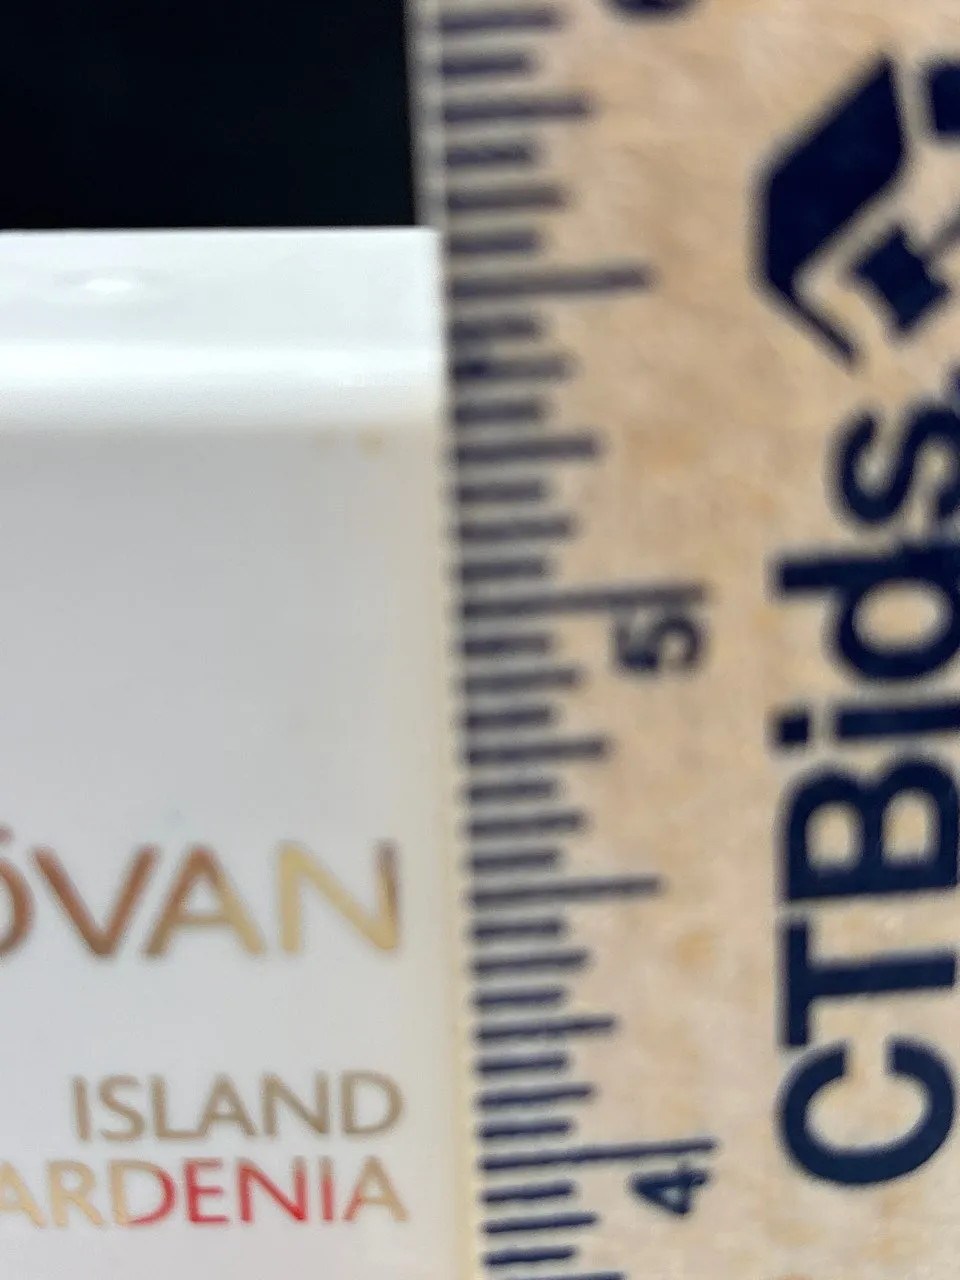 ÖVAN
ISLAND
ARDENIA
5
4
CTBids